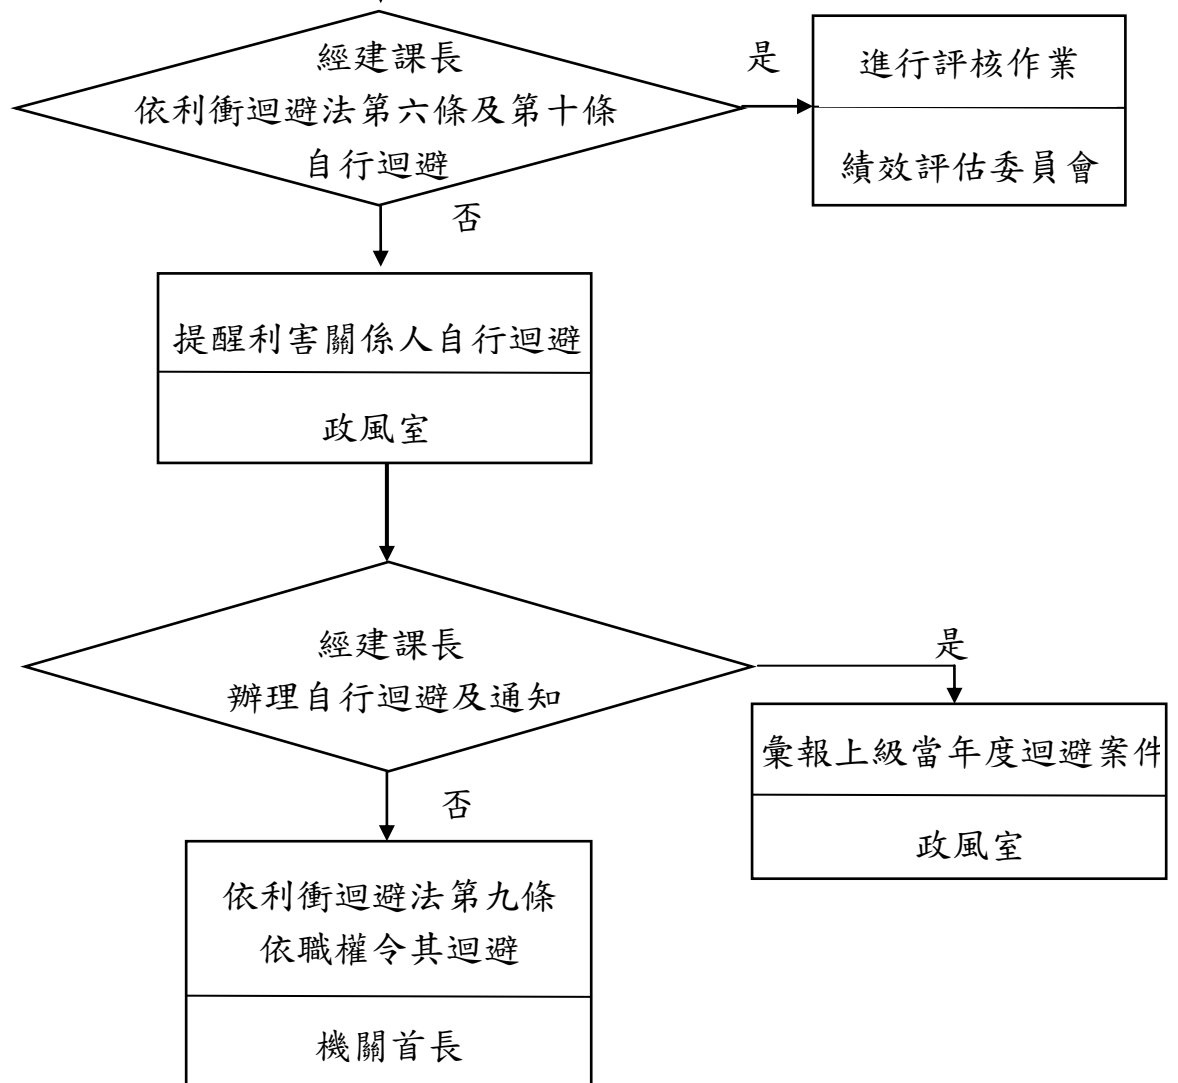 經建課長
依利衝迴避法第六條及第十條
自行迴避
是
進行評核作業
績效評估委員會
否
提醒利害關係人自行迴避
政風室
經建課長
辦理自行迴避及通知
是
彙報上級當年度迴避案件
政風室
否
依利衝迴避法第九條
依職權令其迴避
機關首長